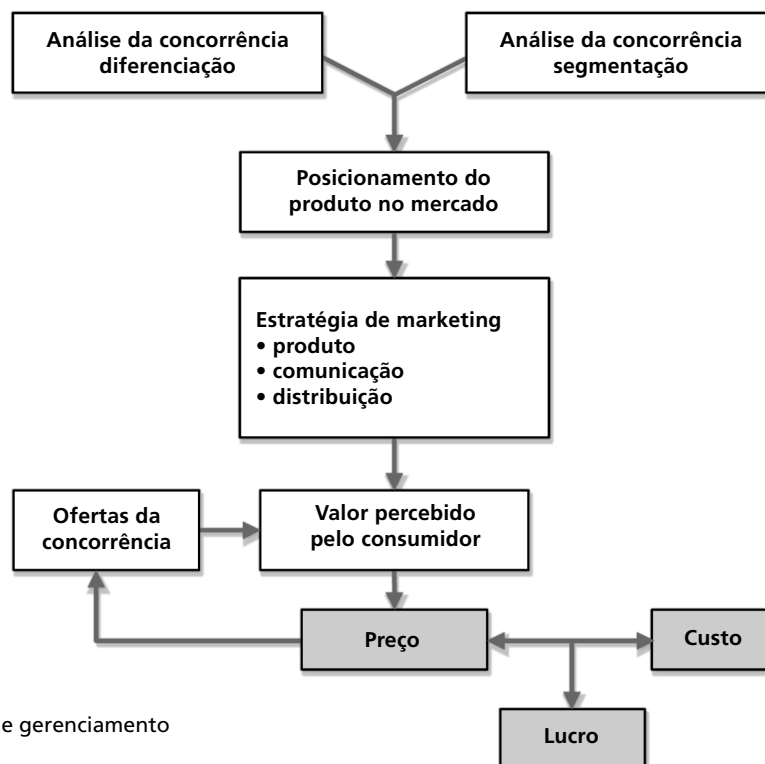 Análise da concorrência
diferenciação
Análise da concorrência
segmentação
Posicionamento do
produto no mercado
Estratégia de marketing
• produto
• comunicação
• distribuição
Ofertas da
concorrência
Valor percebido
pelo consumidor
Preço
Custo
e gerenciamento
Lucro